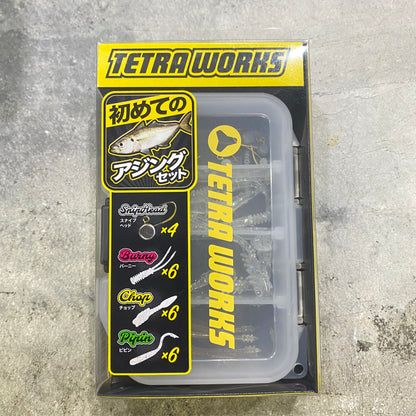 TETRA WORKS
初めての
アジング
セット
SnipHead
スナイプ
ヘッド
×4
Burny
バーニー
×6
Chap
チョップ
×6
Pipin
ピピン
×6
TETRA WORKS